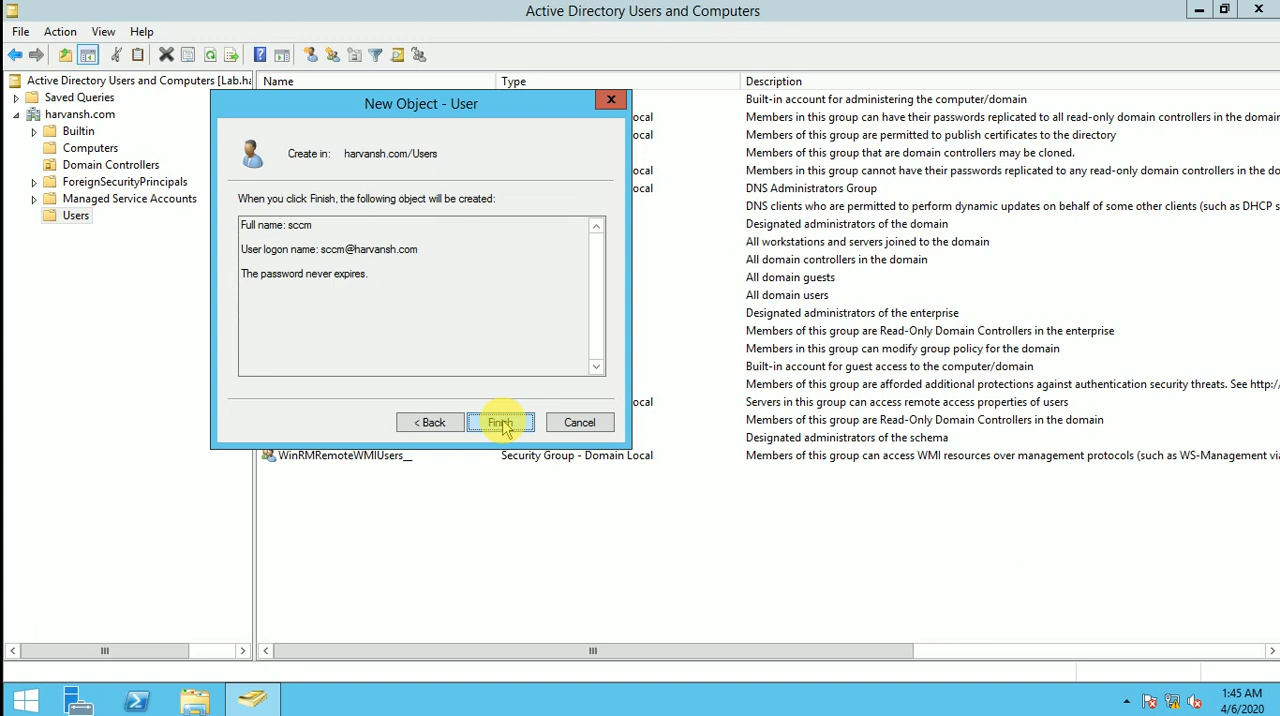 Active Directory Users and Computers
File Action View Help
Active Directory Users and Computers [Lab.ha
Saved Queries
harvansh.com
Builtin
Computers
Domain Controllers
ForeignSecurityPrincipals
Managed Service Accounts
Users
Name Type Description
Built-in account for administering the computer/domain
ocal Members in this group can have their passwords replicated to all read-only domain controllers in the domain
ocal Members of this group are permitted to publish certificates to the directory
Members of this group that are domain controllers may be cloned.
ocal Members in this group cannot have their passwords replicated to any read-only domain controllers in the do
ocal DNS Administrators Group
DNS clients who are permitted to perform dynamic updates on behalf of some other clients (such as DHCP s
Designated administrators of the domain
All workstations and servers joined to the domain
All domain controllers in the domain
All domain guests
All domain users
Designated administrators of the enterprise
Members of this group are Read-Only Domain Controllers in the enterprise
Members in this group can modify group policy for the domain
Built-in account for guest access to the computer/domain
Members of this group are afforded additional protections against authentication security threats. See http:/
ocal Servers in this group can access remote access properties of users
Members of this group are Read-Only Domain Controllers in the domain
Designated administrators of the schema
WinRMRemoteWMIUsers__ Security Group - Domain Local Members of this group can access WMI resources over management protocols (such as WS-Management via
New Object - User
Create in: harvansh.com/Users
When you click Finish, the following object will be created:
Full name: sccm
User logon name: sccm@harvansh.com
The password never expires.
< Back Finish Cancel
1:45 AM
4/6/2020